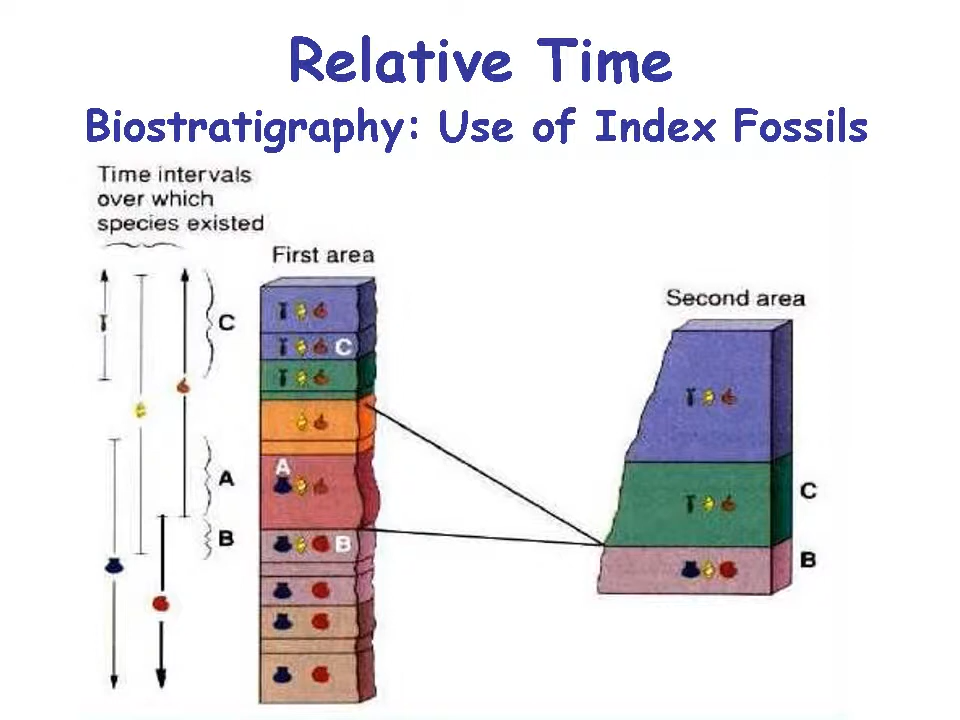 Relative Time
Biostratigraphy: Use of Index Fossils
Time intervals
over which
species existed
First area
Second area
C
A
B
C
A
B
C
B